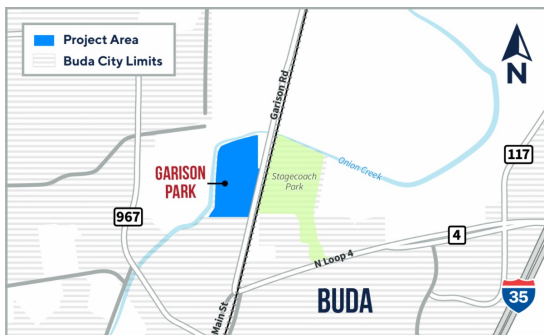 Project Area
Buda City Limits
N
Garison Rd
117
GARISON
PARK
Stagecoach
Park
Onion Creek
967
4
N Loop 4
BUDA
35
Main St